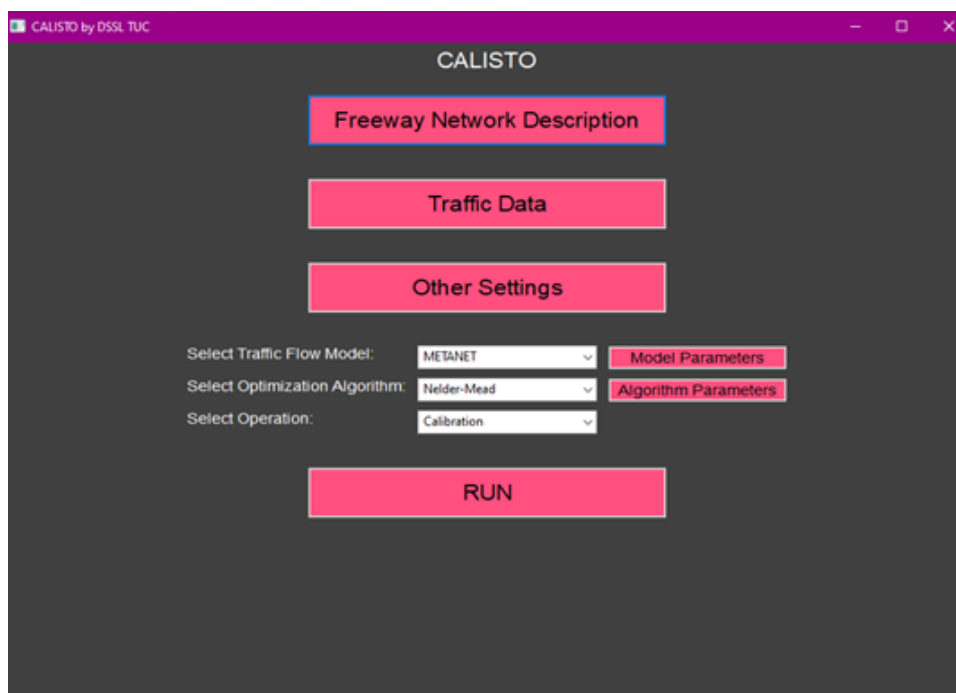 CALISTO by DSSL TUC
CALISTO
Freeway Network Description
Traffic Data
Other Settings
Select Traffic Flow Model: METANET Model Parameters
Select Optimization Algorithm: Nelder-Mead Algorithm Parameters
Select Operation: Calibration
RUN